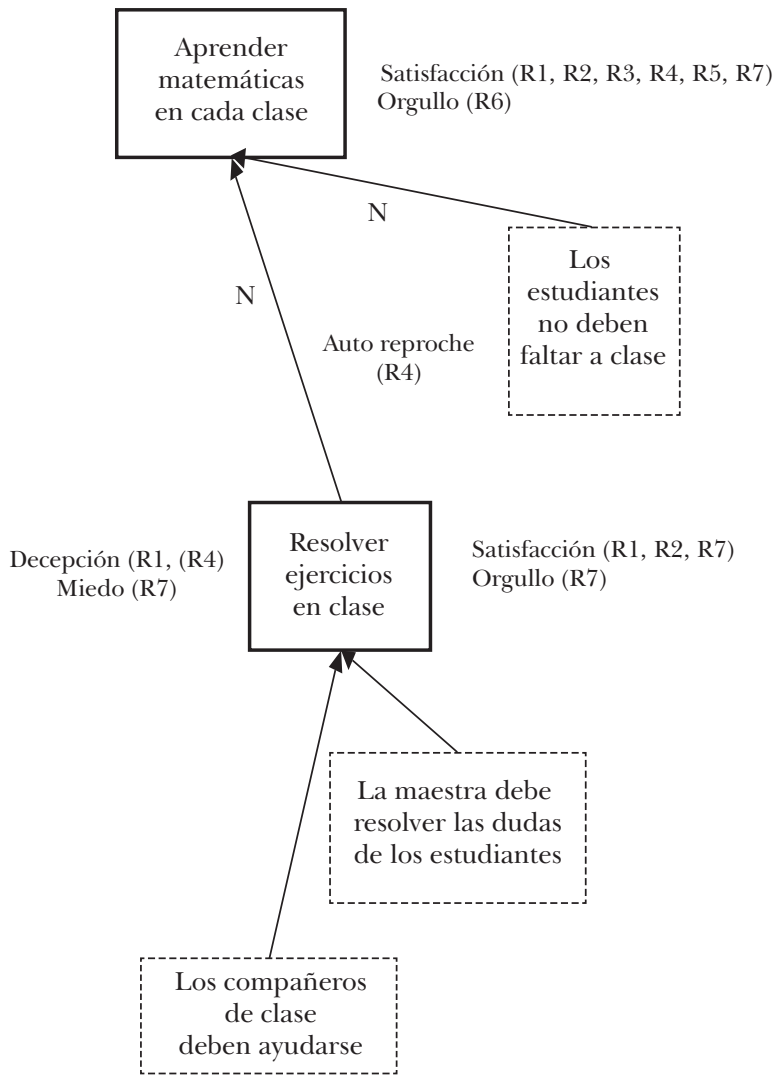 Aprender
matemáticas
en cada clase
Satisfacción (R1, R2, R3, R4, R5, R7)
Orgullo (R6)
N
Los
estudiantes
no deben
faltar a clase
N
Auto reproche
(R4)
Decepción (R1, (R4)
Miedo (R7)
Resolver
ejercicios
en clase
Satisfacción (R1, R2, R7)
Orgullo (R7)
La maestra debe
resolver las dudas
de los estudiantes
Los compañeros
de clase
deben ayudarse